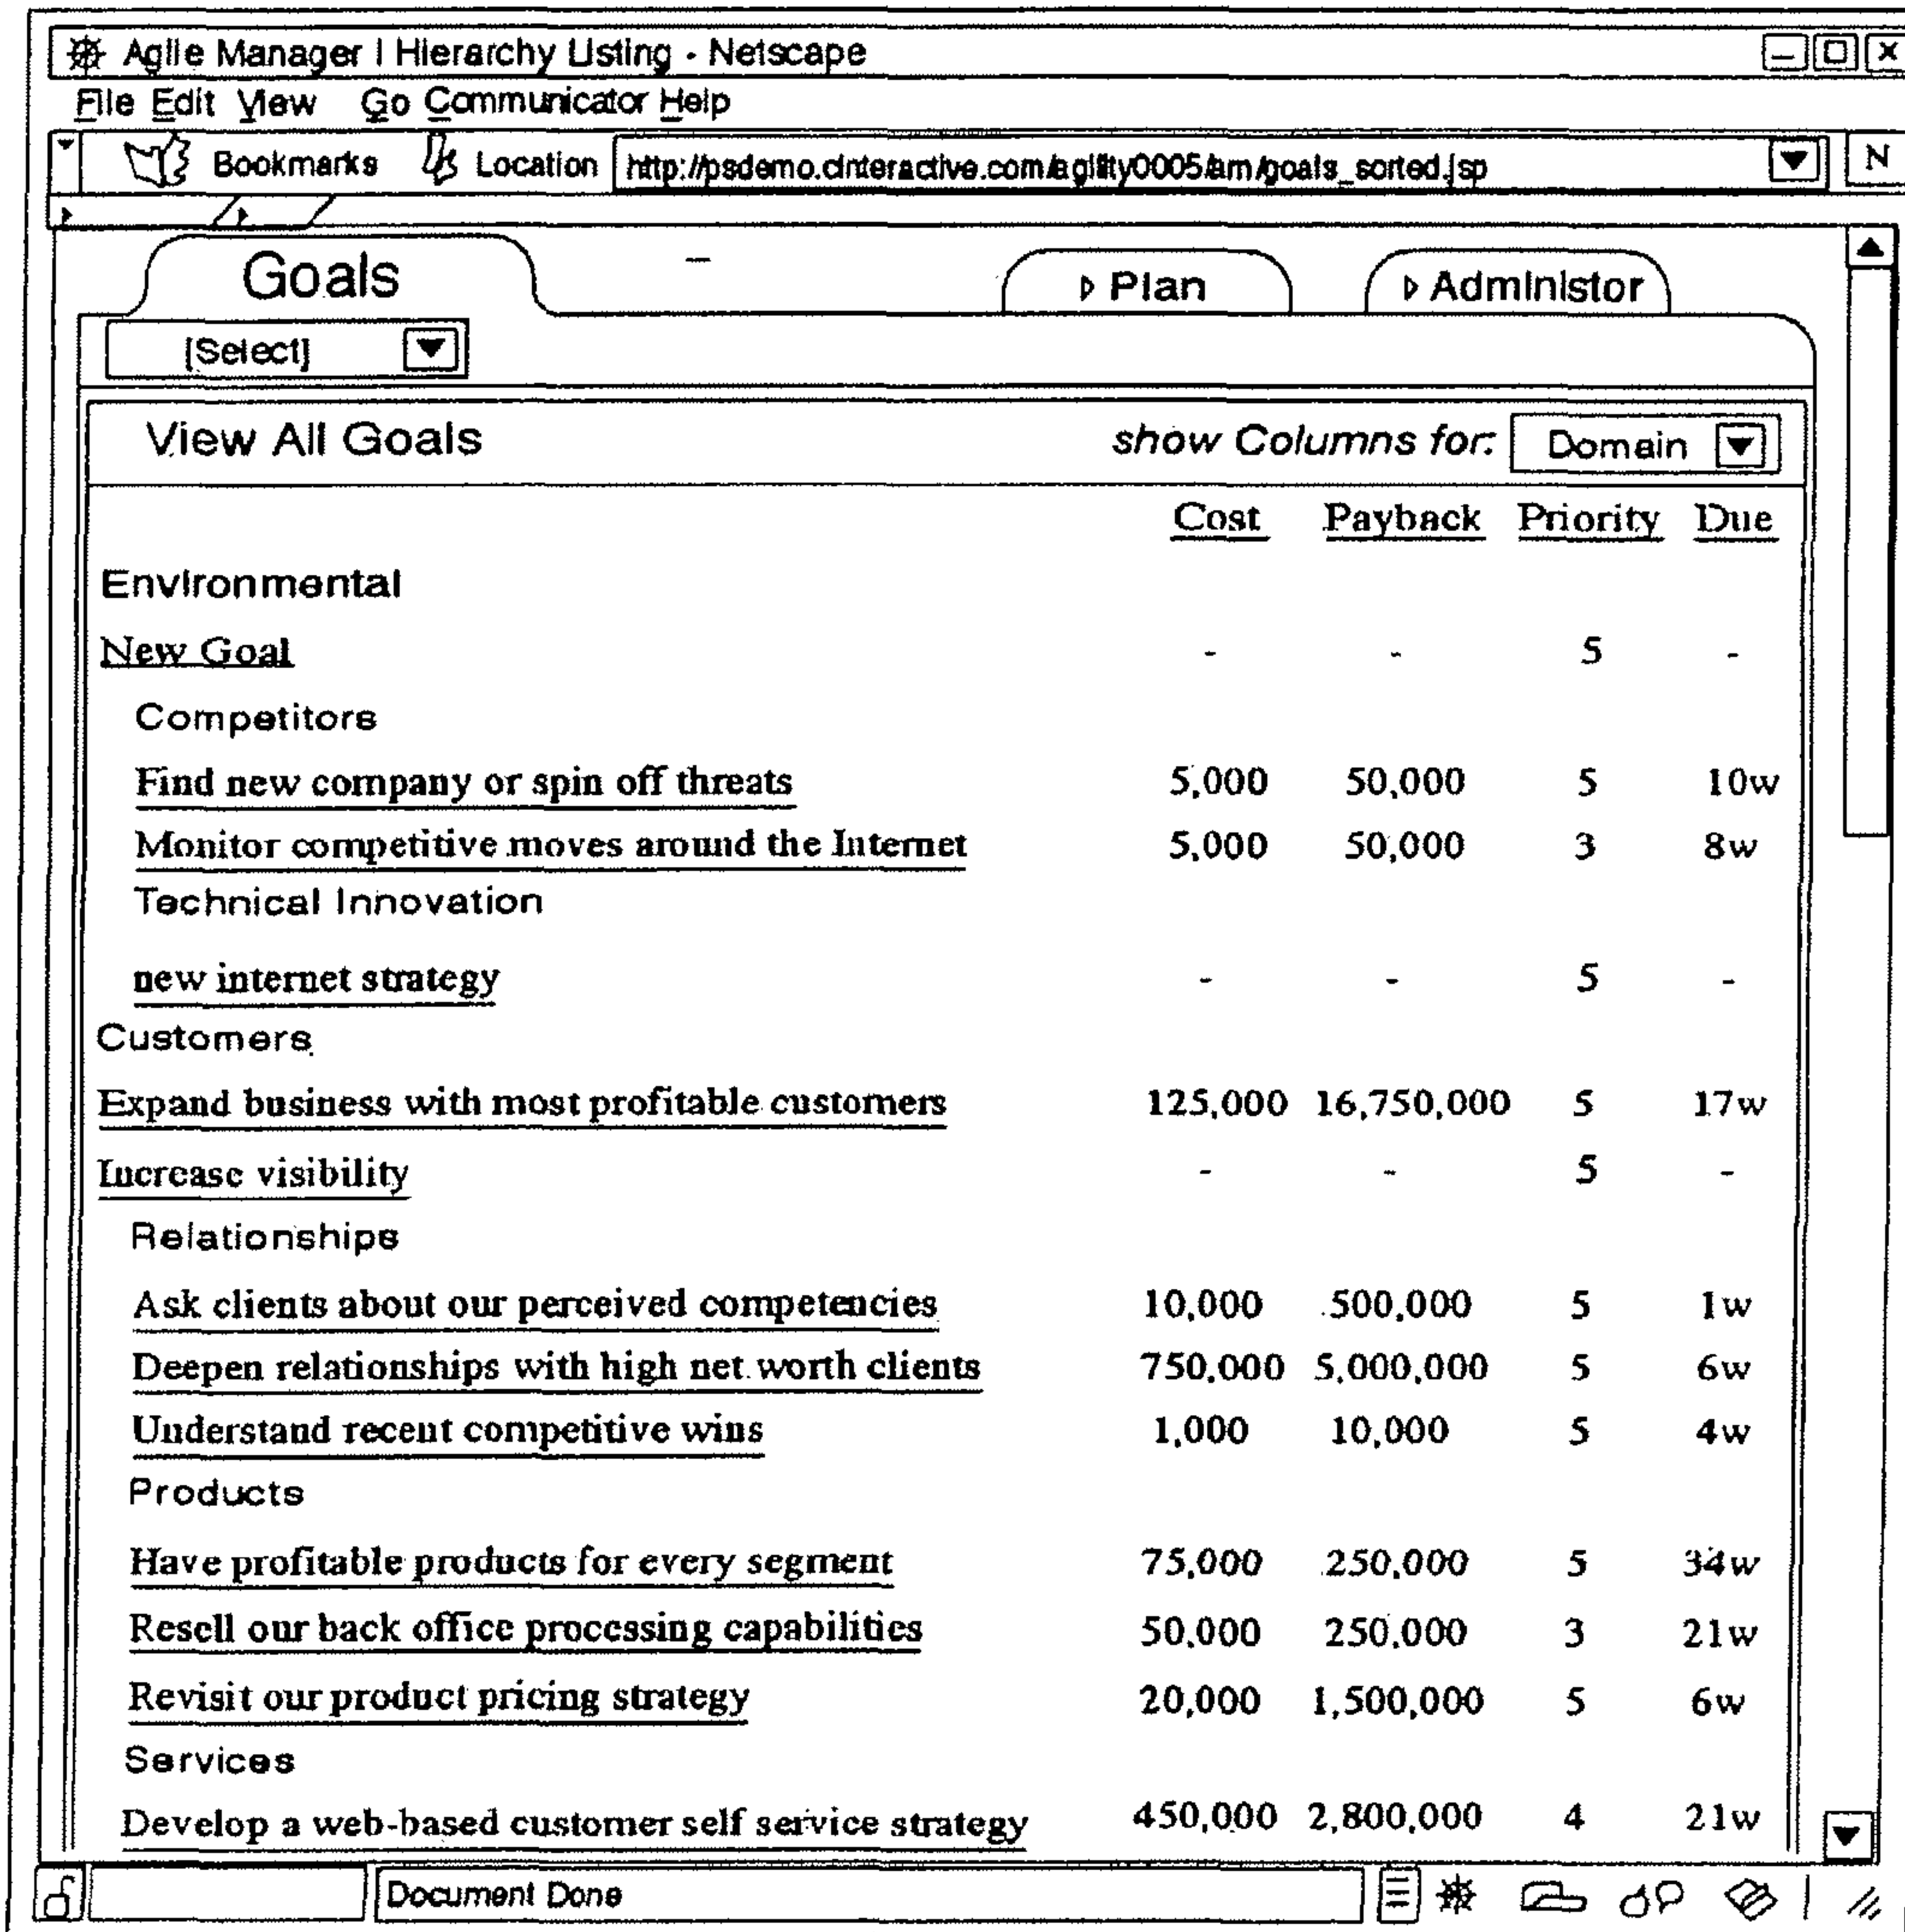 Agile Manager | Hierarchy Listing - Netscape
File Edit View Go Communicator Help
Bookmarks Location http://psdemo.cinteractive.com/agility0005/am/goals_sorted.jsp N
Goals Plan Administor
[Select]
View All Goals show Columns for: Domain
Cost Payback Priority Due
Environmental
New Goal - - 5 -
Competitors
Find new company or spin off threats 5,000 50,000 5 10w
Monitor competitive moves around the Internet 5,000 50,000 3 8w
Technical Innovation
new internet strategy - - 5 -
Customers
Expand business with most profitable customers 125,000 16,750,000 5 17w
Increase visibility - - 5 -
Relationships
Ask clients about our perceived competencies 10,000 500,000 5 1w
Deepen relationships with high net worth clients 750,000 5,000,000 5 6w
Understand recent competitive wins 1,000 10,000 5 4w
Products
Have profitable products for every segment 75,000 250,000 5 34w
Resell our back office processing capabilities 50,000 250,000 3 21w
Revisit our product pricing strategy 20,000 1,500,000 5 6w
Services
Develop a web-based customer self service strategy 450,000 2,800,000 4 21w
Document Done